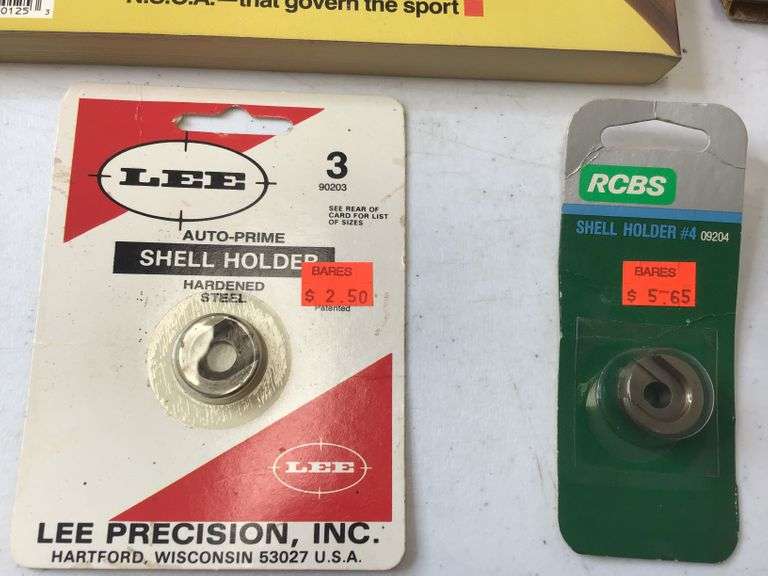 0125 3
N.S.C.A.—that govern the sport
LEE
3
90203
SEE REAR OF
CARD FOR LIST
OF SIZES
AUTO-PRIME
SHELL HOLDER
HARDENED
STEEL
BARES
$ 2.50
Patented
LEE
LEE PRECISION, INC.
HARTFORD, WISCONSIN 53027 U.S.A.
RCBS
SHELL HOLDER #4 09204
BARES
$ 5.65